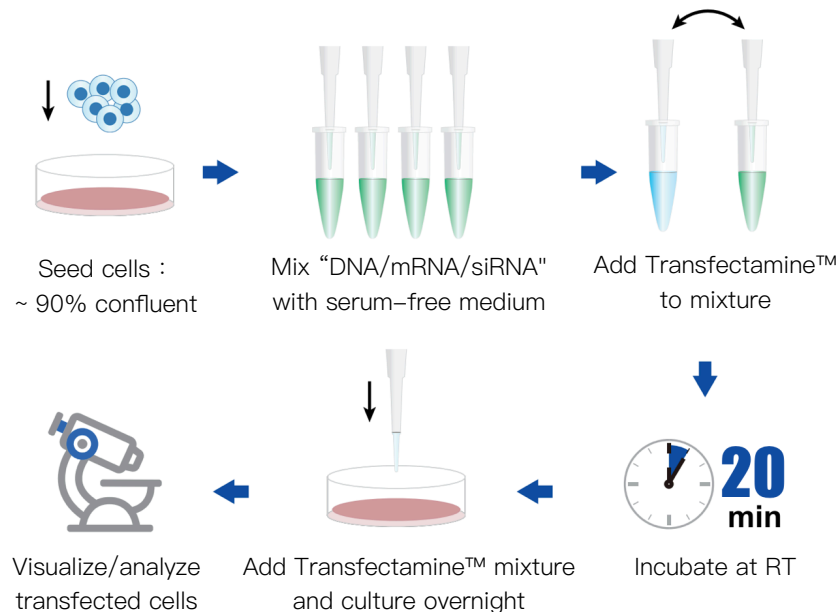 Seed cells :
~ 90% confluent
Mix “DNA/mRNA/siRNA"
with serum-free medium
Add Transfectamine™
to mixture
20
min
Incubate at RT
Add Transfectamine™ mixture
and culture overnight
Visualize/analyze
transfected cells